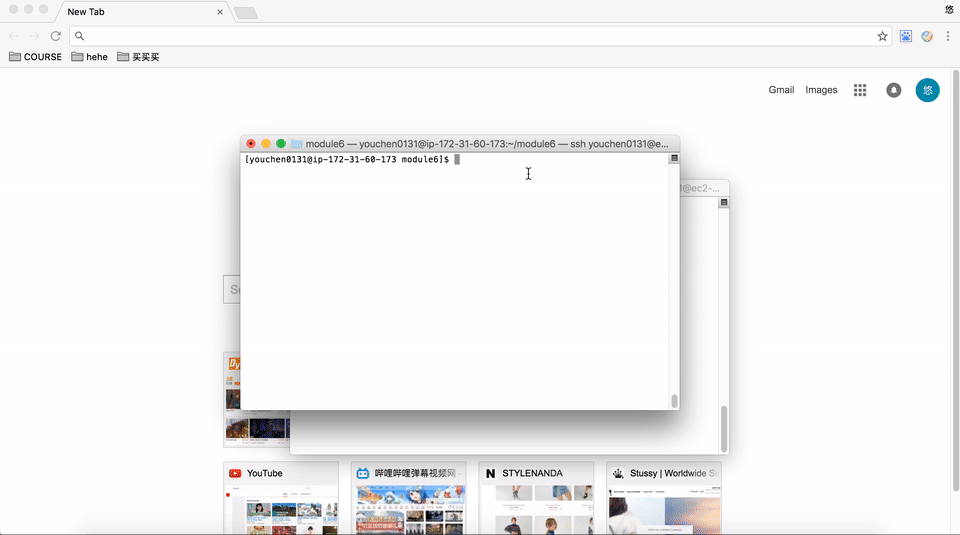 New Tab
悠
COURSE
hehe
买买买
Gmail Images
悠
module6 — youchen0131@ip-172-31-60-173:~/module6 — ssh youchen0131@e...
[youchen0131@ip-172-31-60-173 module6]$
1@ec2-...
Se
YouTube
哔哩哔哩弹幕视频网 -
N STYLENANDA
Stussy | Worldwide S